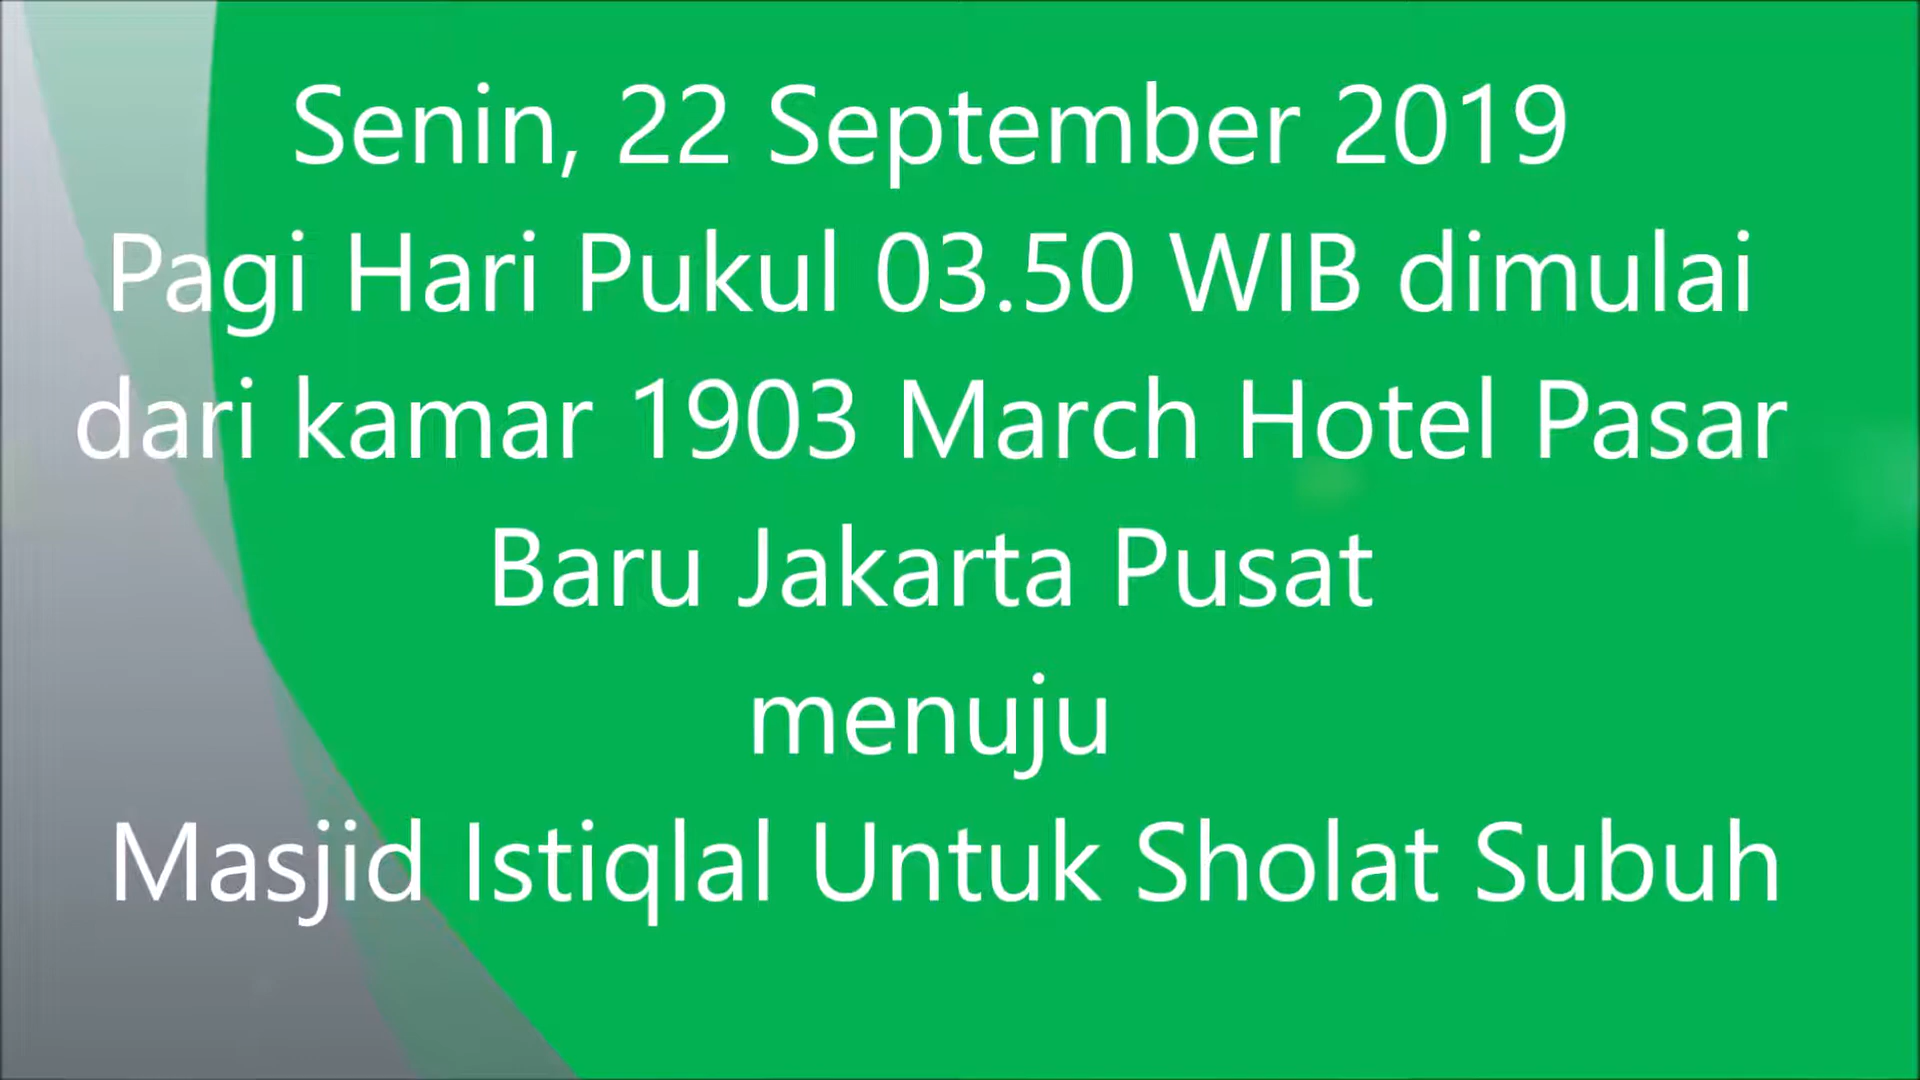 Senin, 22 September 2019
Pagi Hari Pukul 03.50 WIB dimulai
dari kamar 1903 March Hotel Pasar
Baru Jakarta Pusat
menuju
Masjid Istiqlal Untuk Sholat Subuh